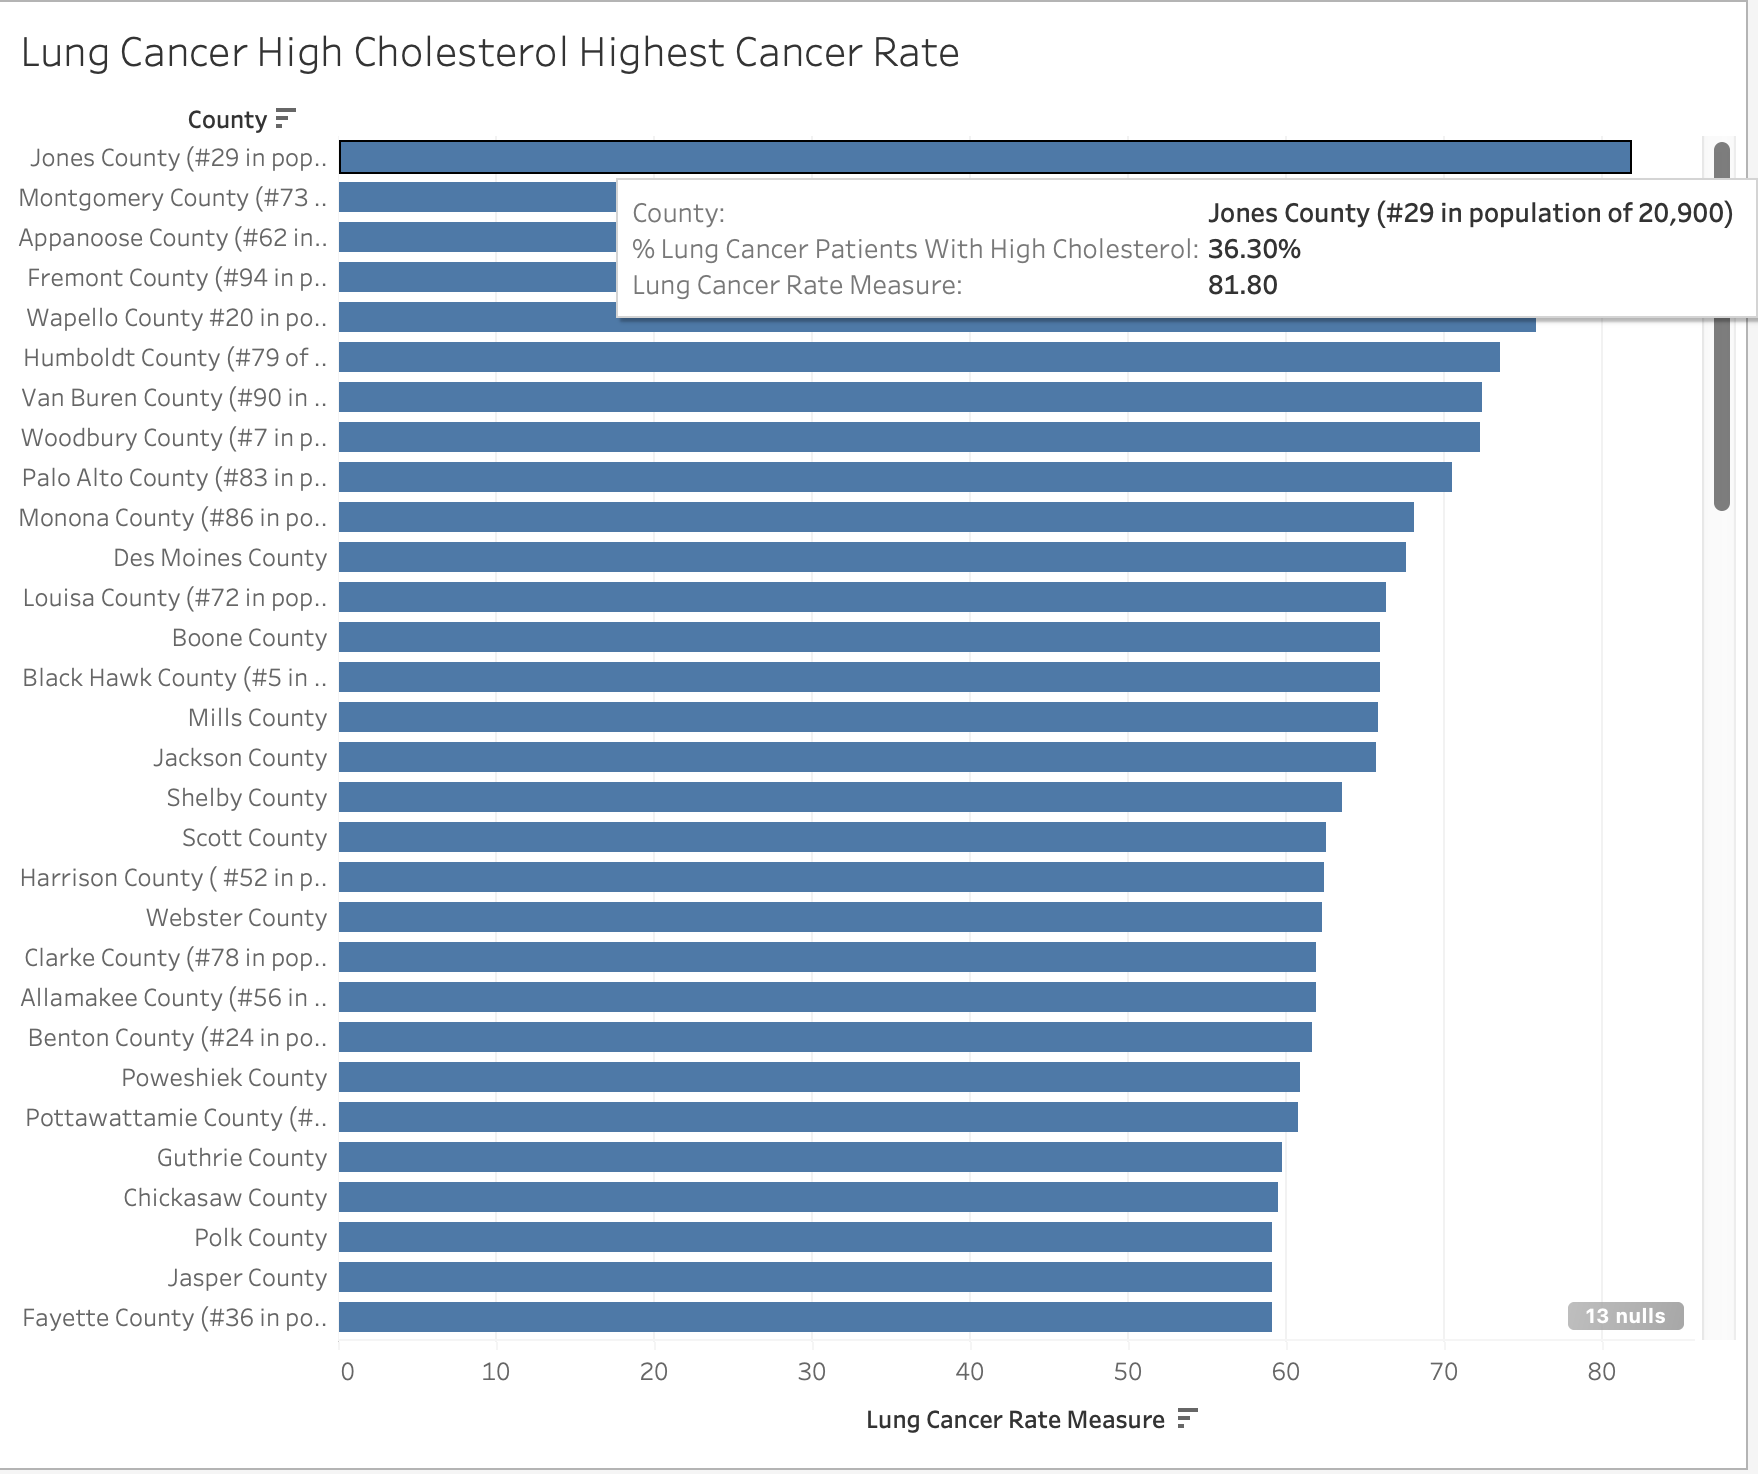 Lung Cancer High Cholesterol Highest Cancer Rate
County
Jones County (#29 in pop..
Montgomery County (#73 ..
Appanoose County (#62 in..
Fremont County (#94 in p..
Wapello County #20 in po..
Humboldt County (#79 of ..
Van Buren County (#90 in ..
Woodbury County (#7 in p..
Palo Alto County (#83 in p..
Monona County (#86 in po..
Des Moines County
Louisa County (#72 in pop..
Boone County
Black Hawk County (#5 in ..
Mills County
Jackson County
Shelby County
Scott County
Harrison County ( #52 in p..
Webster County
Clarke County (#78 in pop..
Allamakee County (#56 in ..
Benton County (#24 in po..
Poweshiek County
Pottawattamie County (#..
Guthrie County
Chickasaw County
Polk County
Jasper County
Fayette County (#36 in po..
County: Jones County (#29 in population of 20,900)
% Lung Cancer Patients With High Cholesterol: 36.30%
Lung Cancer Rate Measure: 81.80
13 nulls
0 10 20 30 40 50 60 70 80
Lung Cancer Rate Measure